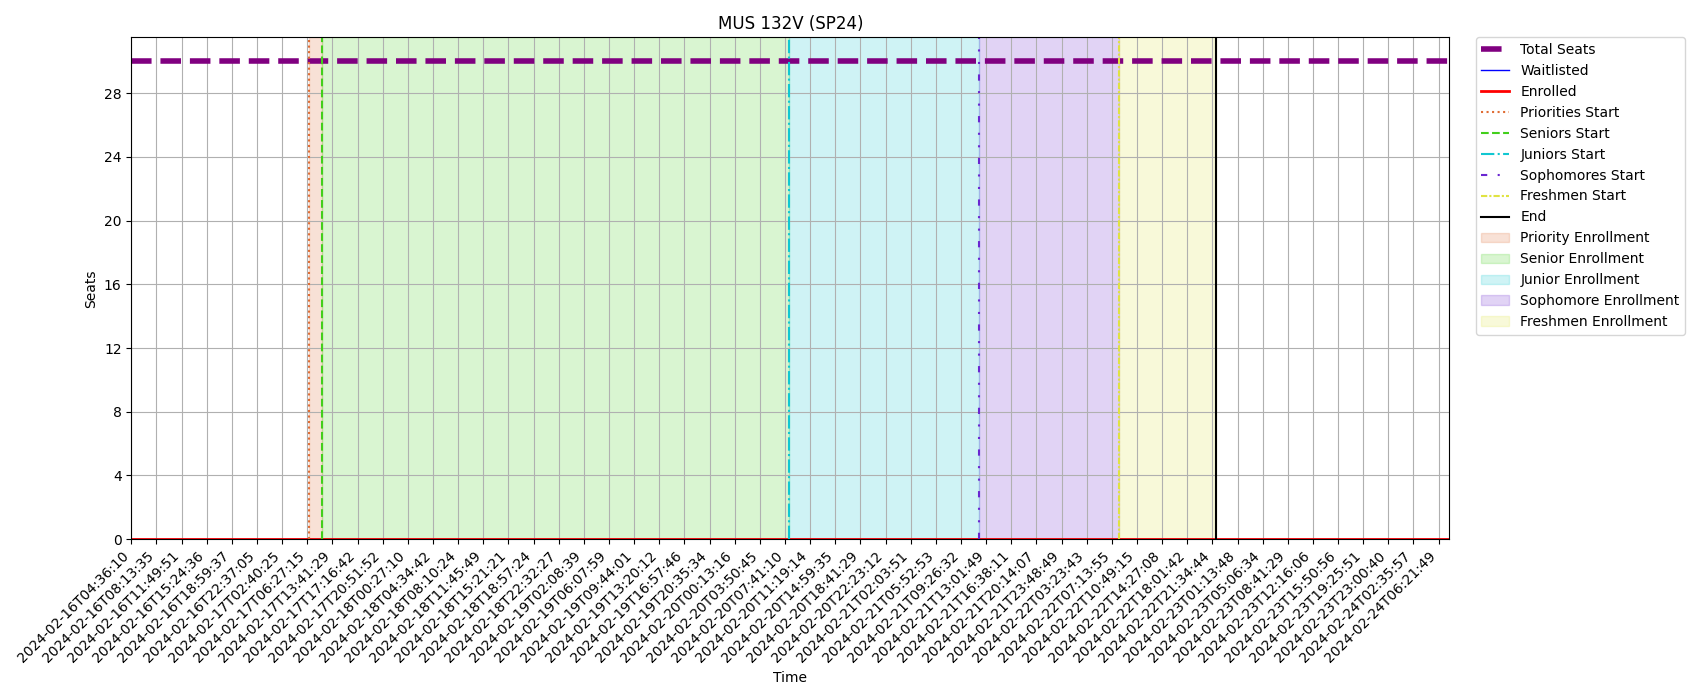 MUS 132V (SP24)
Total Seats
Waitlisted
Enrolled
Priorities Start
Seniors Start
Juniors Start
Sophomores Start
Freshmen Start
End
Priority Enrollment
Senior Enrollment
Junior Enrollment
Sophomore Enrollment
Freshmen Enrollment
Seats
28
24
20
16
12
8
4
0
2024-02-16T04:36:10
2024-02-16T08:13:35
2024-02-16T11:49:51
2024-02-16T15:24:36
2024-02-16T18:59:37
2024-02-16T22:37:05
2024-02-17T02:40:25
2024-02-17T06:27:15
2024-02-17T13:41:29
2024-02-17T17:16:42
2024-02-17T20:51:52
2024-02-18T00:27:10
2024-02-18T04:34:42
2024-02-18T08:10:24
2024-02-18T11:45:49
2024-02-18T15:21:21
2024-02-18T18:57:24
2024-02-18T22:32:27
2024-02-19T02:08:39
2024-02-19T06:07:59
2024-02-19T09:44:01
2024-02-19T13:20:12
2024-02-19T16:57:46
2024-02-19T20:35:34
2024-02-20T00:13:16
2024-02-20T03:50:45
2024-02-20T07:41:10
2024-02-20T11:19:14
2024-02-20T14:59:35
2024-02-20T18:41:29
2024-02-20T22:23:12
2024-02-21T02:03:51
2024-02-21T05:52:53
2024-02-21T09:26:32
2024-02-21T13:01:49
2024-02-21T16:38:11
2024-02-21T20:14:07
2024-02-21T23:48:49
2024-02-22T03:23:43
2024-02-22T07:13:55
2024-02-22T10:49:15
2024-02-22T14:27:08
2024-02-22T18:01:42
2024-02-22T21:34:44
2024-02-23T01:13:48
2024-02-23T05:06:34
2024-02-23T08:41:29
2024-02-23T12:16:06
2024-02-23T15:50:56
2024-02-23T19:25:51
2024-02-23T23:00:40
2024-02-24T02:35:57
2024-02-24T06:21:49
Time